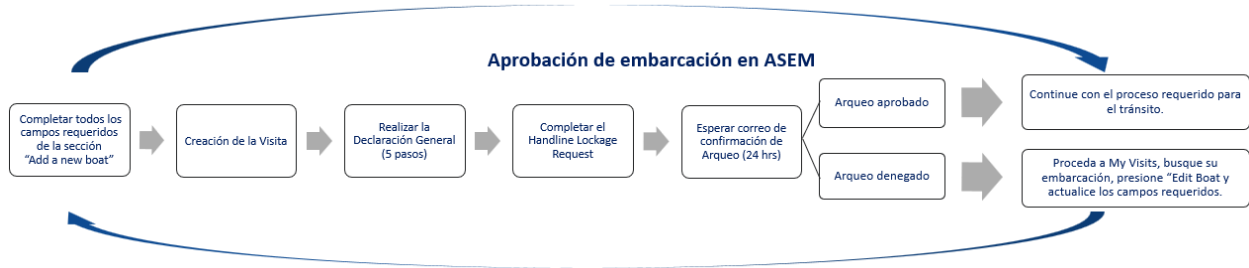 Aprobación de embarcación en ASEM
Completar todos los
campos requeridos
de la sección
“Add a new boat”
Creación de la Visita
Realizar la
Declaración General
(5 pasos)
Completar el
Handline Lockage
Request
Esperar correo de
confirmación de
Arqueo (24 hrs)
Arqueo aprobado
Continue con el proceso requerido para
el tránsito.
Arqueo denegado
Proceda a My Visits, busque su
embarcación, presione “Edit Boat y
actualice los campos requeridos.